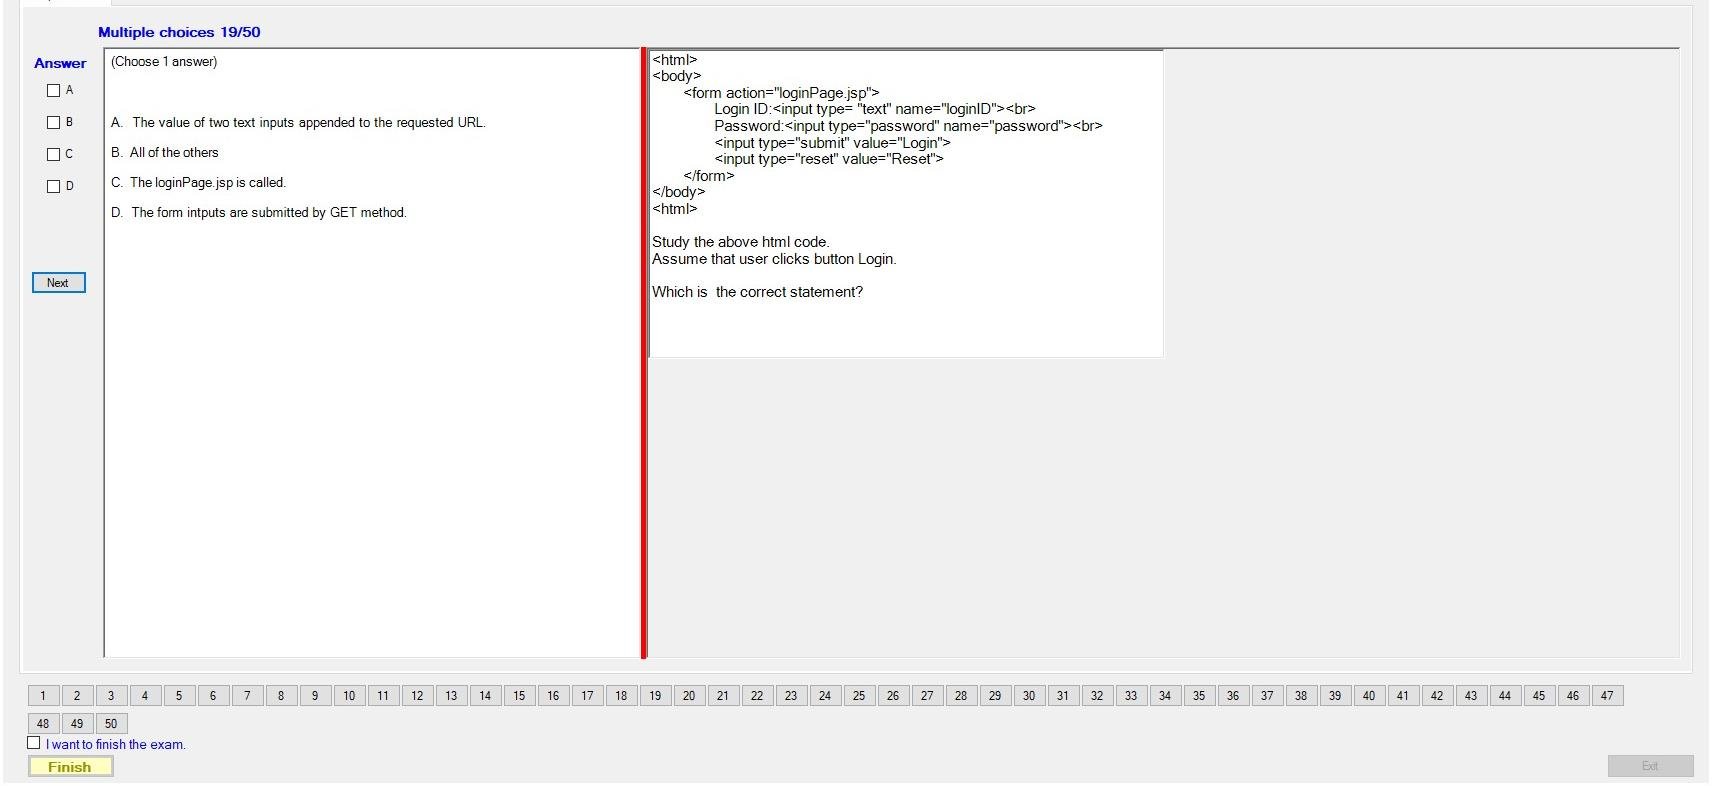 Multiple choices 19/50
Answer
A
B
C
D
Next
(Choose 1 answer)
A. The value of two text inputs appended to the requested URL.
B. All of the others
C. The loginPage.jsp is called.
D. The form intputs are submitted by GET method.
<html>
<body>
<form action="loginPage.jsp">
Login ID:<input type= "text" name="loginID"><br>
Password:<input type="password" name="password"><br>
<input type="submit" value="Login">
<input type="reset" value="Reset">
</form>
</body>
<html>
Study the above html code.
Assume that user clicks button Login.
Which is  the correct statement?
1 2 3 4 5 6 7 8 9 10 11 12 13 14 15 16 17 18 19 20 21 22 23 24 25 26 27 28 29 30 31 32 33 34 35 36 37 38 39 40 41 42 43 44 45 46 47
48 49 50
I want to finish the exam.
Finish
Exit